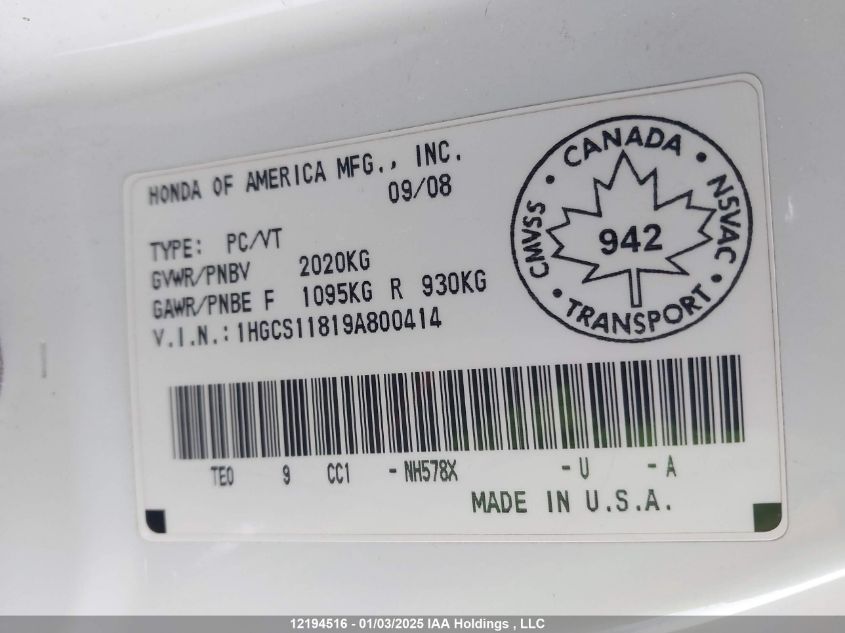 HONDA OF AMERICA MFG., INC.
09/08
TYPE: PC/VT
GVWR/PNBV 2020KG
GAWR/PNBE F 1095KG R 930KG
V.I.N.: 1HGCS11819A800414
CANADA • NSVAC • TRANSPORT • CMVSS •
942
TE0 9 CC1 - NH578X - U - A
MADE IN U.S.A.
12194516 - 01/03/2025 IAA Holdings , LLC